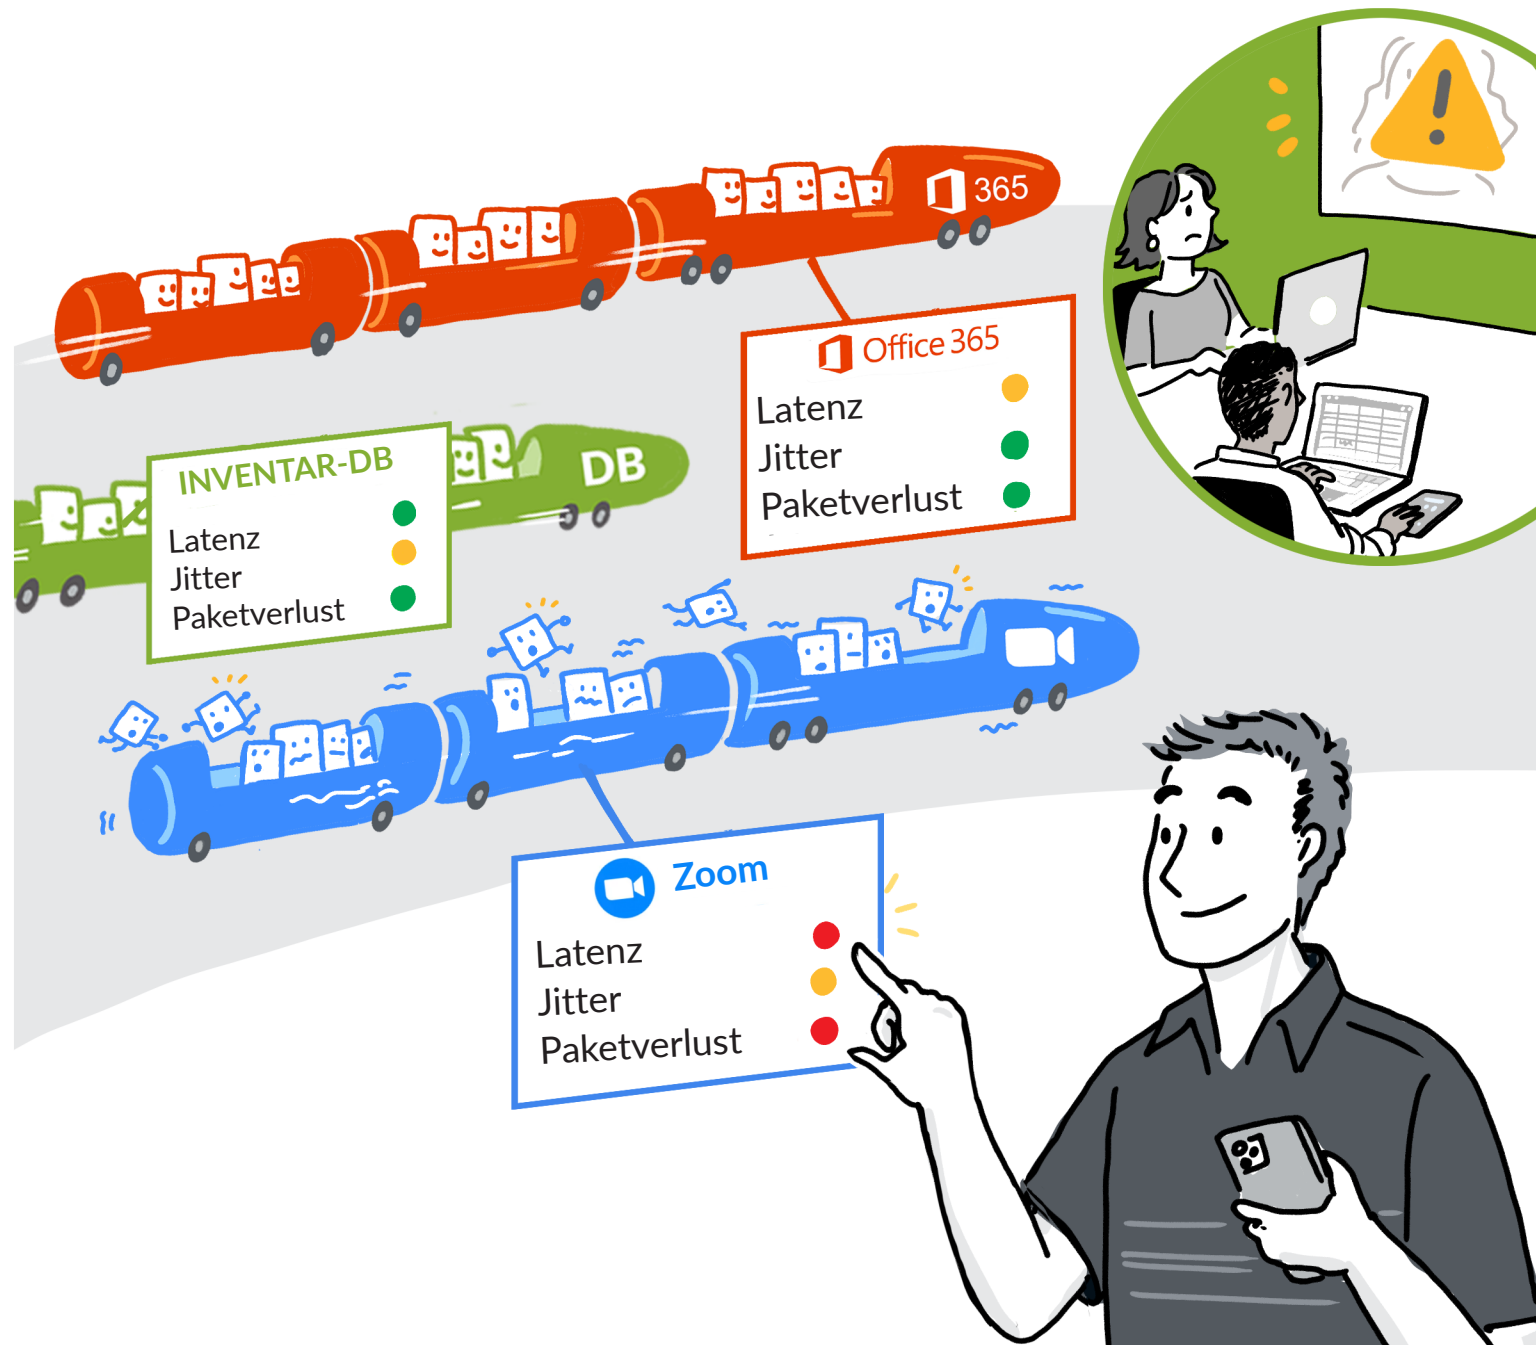 365
Office 365
Latenz
Jitter
Paketverlust
DB
INVENTAR-DB
Latenz
Jitter
Paketverlust
Zoom
Latenz
Jitter
Paketverlust